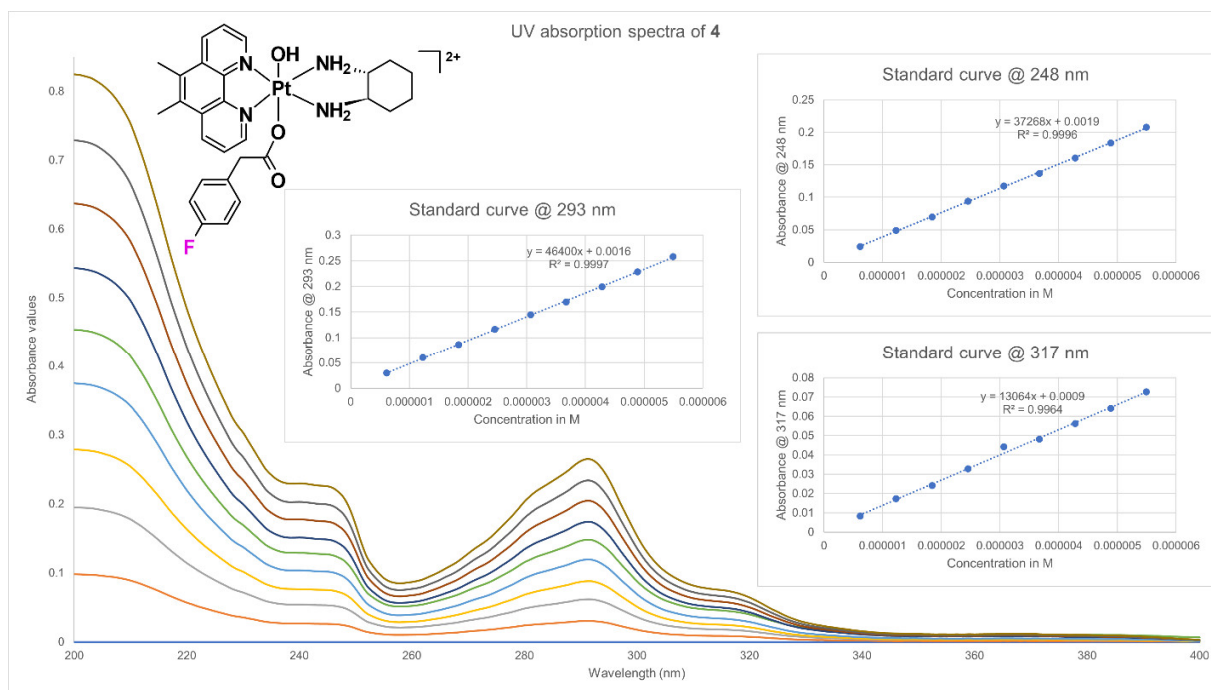 UV absorption spectra of 4
OH
2+
N
NH2
Pt
N
NH2
O
O
F
Absorbance values
0.8
0.7
0.6
0.5
0.4
0.3
0.2
0.1
0
200
220
240
260
280
300
320
340
360
380
400
Wavelength (nm)
Standard curve @ 293 nm
y = 46400x + 0.0016
R² = 0.9997
Absorbance @ 293 nm
0.3
0.25
0.2
0.15
0.1
0.05
0
0
0.000001
0.000002
0.000003
0.000004
0.000005
0.000006
Concentration in M
Standard curve @ 248 nm
y = 37268x + 0.0019
R² = 0.9996
Absorbance @ 248 nm
0.25
0.2
0.15
0.1
0.05
0
0
0.000001
0.000002
0.000003
0.000004
0.000005
0.000006
Concentration in M
Standard curve @ 317 nm
y = 13064x + 0.0009
R² = 0.9964
Absorbance @ 317 nm
0.08
0.07
0.06
0.05
0.04
0.03
0.02
0.01
0
0
0.000001
0.000002
0.000003
0.000004
0.000005
0.000006
Concentration in M